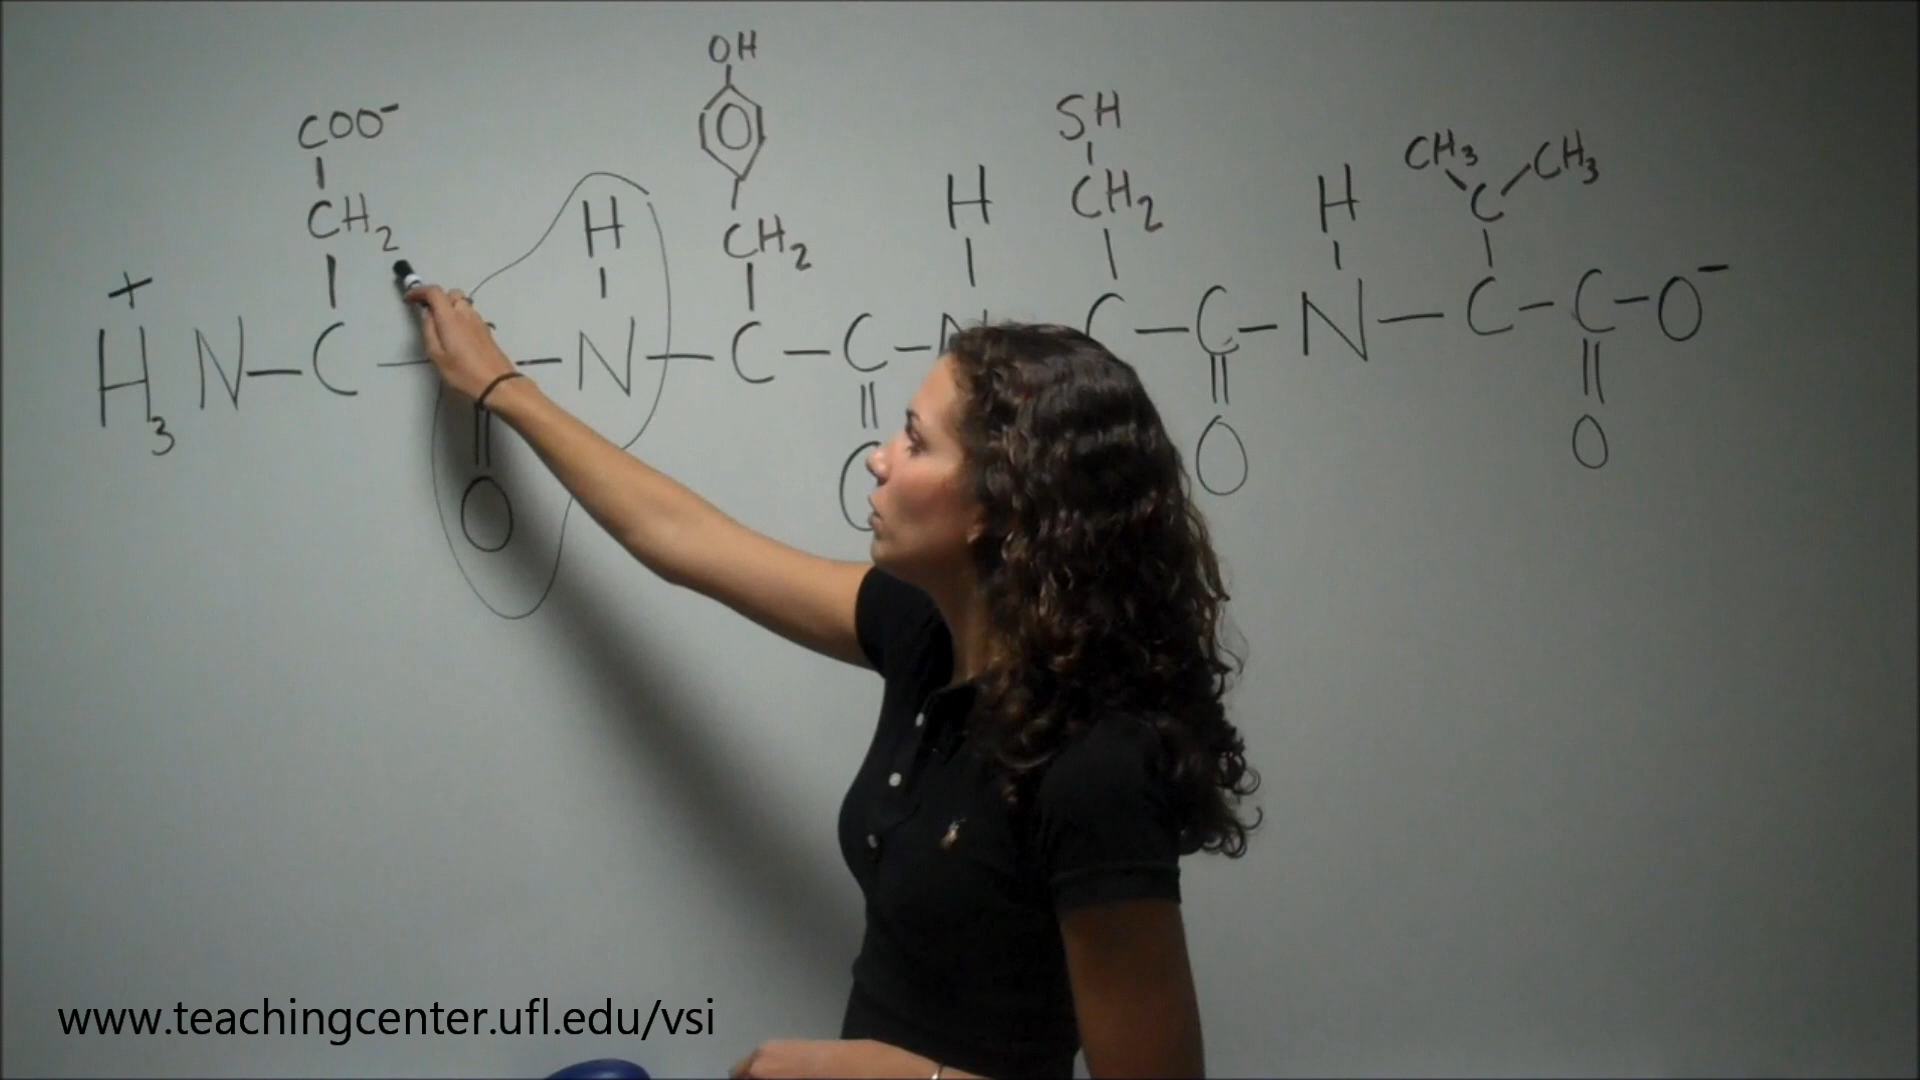 OH
COO⁻
SH
CH₃ CH₃
CH₂ H CH₂ H CH₂ H C
+
H₃N–C – –N–C–C–N C–C–N–C–C–O⁻
O O O O
www.teachingcenter.ufl.edu/vsi